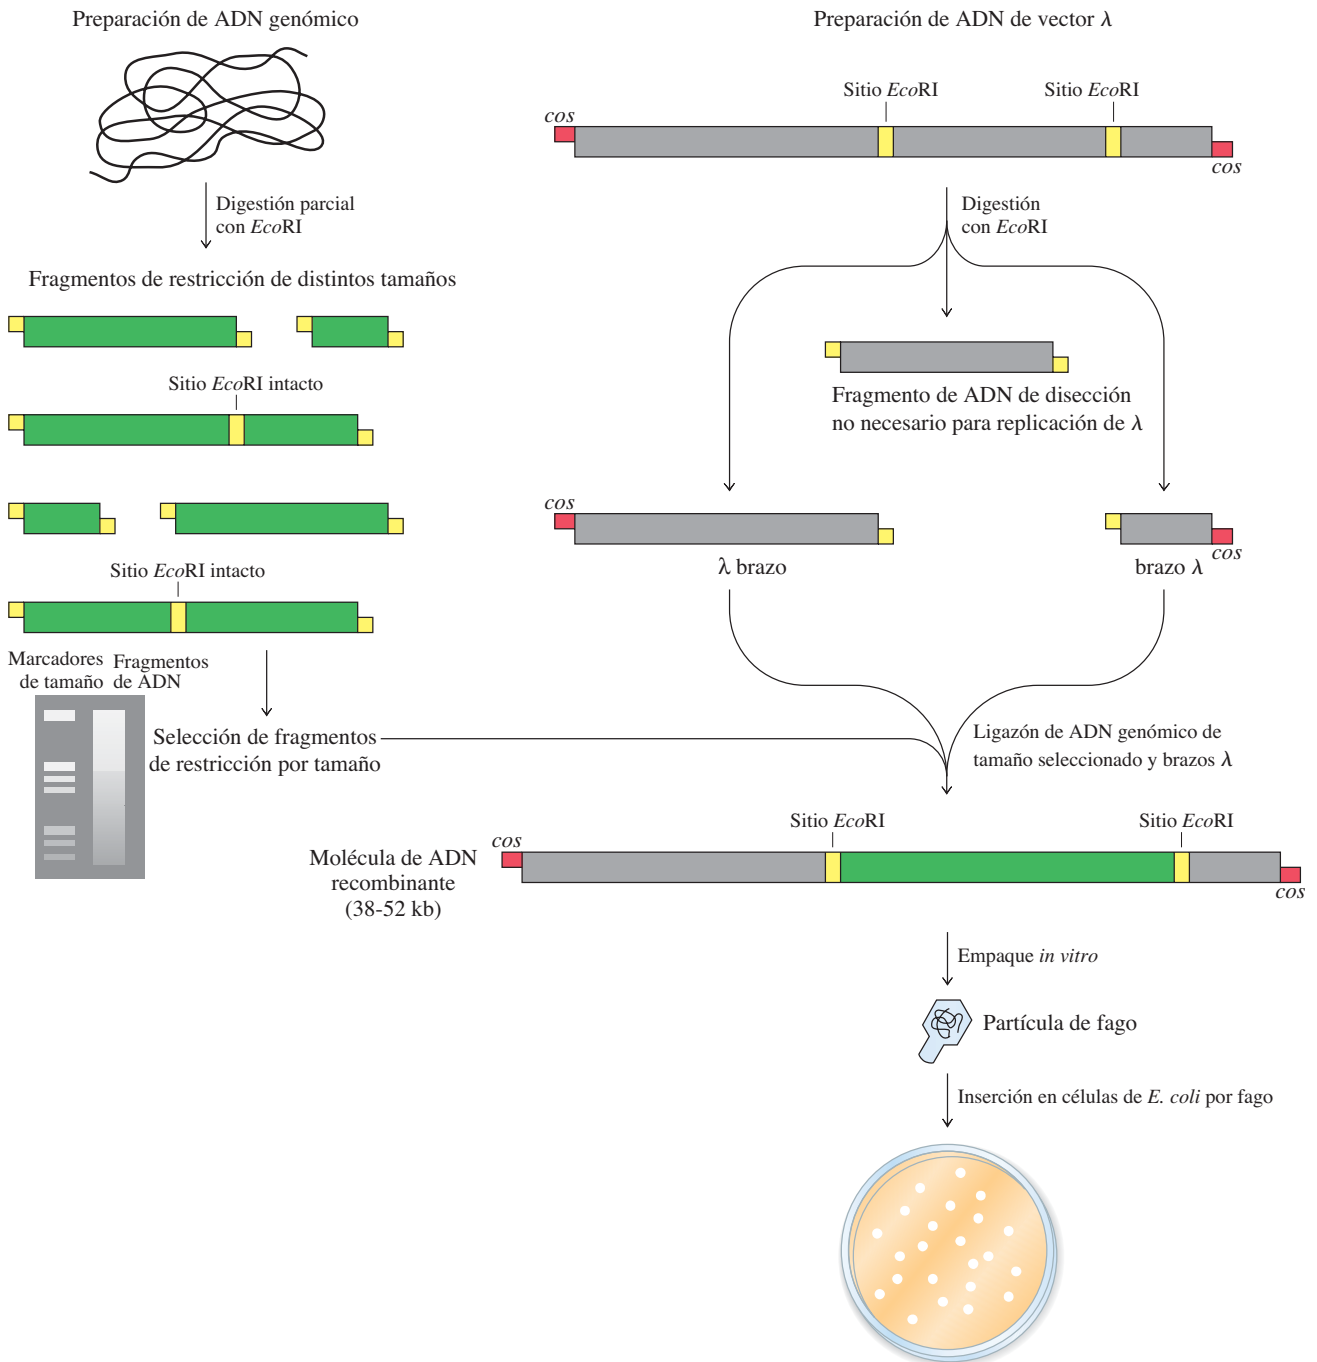 Preparación de ADN genómico
Digestión parcial
con EcoRI
Fragmentos de restricción de distintos tamaños
Sitio EcoRI intacto
Sitio EcoRI intacto
Marcadores
de tamaño
Fragmentos
de ADN
Selección de fragmentos
de restricción por tamaño
Preparación de ADN de vector λ
Sitio EcoRI
Sitio EcoRI
cos
cos
Digestión
con EcoRI
Fragmento de ADN de disección
no necesario para replicación de λ
cos
λ brazo
cos
brazo λ
Ligazón de ADN genómico de
tamaño seleccionado y brazos λ
Sitio EcoRI
Sitio EcoRI
cos
cos
Molécula de ADN
recombinante
(38-52 kb)
Empaque in vitro
Partícula de fago
Inserción en células de E. coli por fago